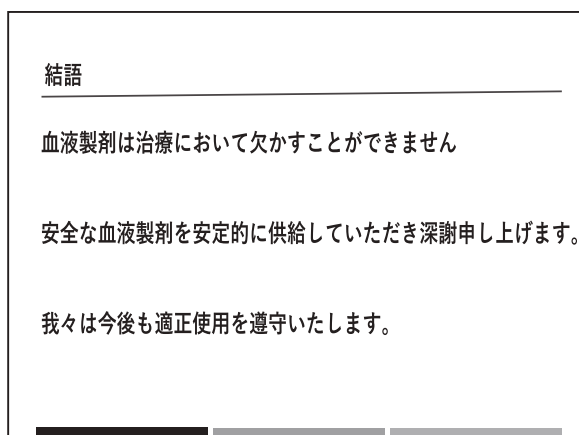 結語
血液製剤は治療において欠かすことができません
安全な血液製剤を安定的に供給していただき深謝申し上げます。
我々は今後も適正使用を遵守いたします。